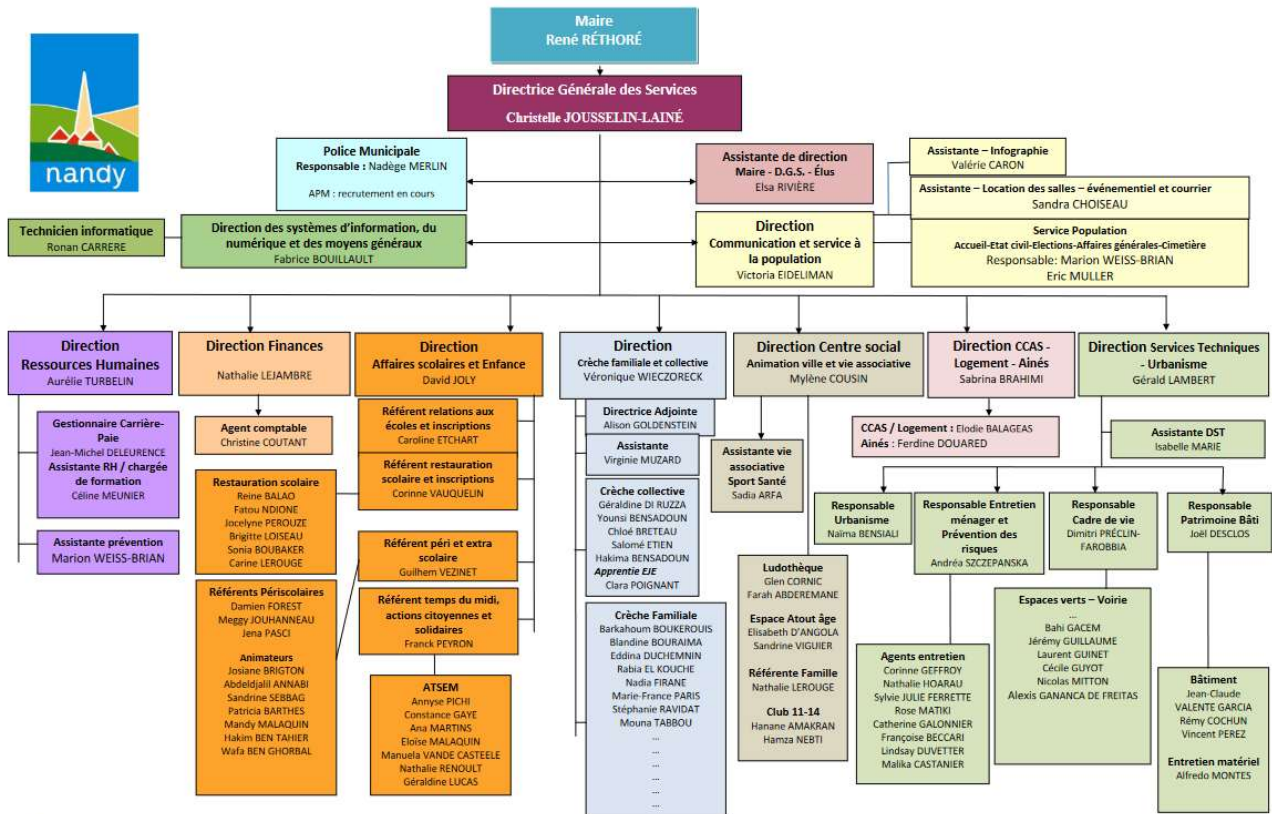 Maire
René RÉTHORÉ
nandy
Directrice Générale des Services
Christelle JOUSSELIN-LAINÉ
Police Municipale
Responsable : Nadège MERLIN
APM : recrutement en cours
Assistante de direction
Maire - D.G.S. - Élus
Elsa RIVIÈRE
Assistante – Infographie
Valérie CARON
Assistante – Location des salles – événementiel et courrier
Sandra CHOISEAU
Technicien informatique
Ronan CARRERE
Direction des systèmes d'information, du
numérique et des moyens généraux
Fabrice BOUILLAULT
Direction
Communication et service à
la population
Victoria EIDELIMAN
Service Population
Accueil-Etat civil-Elections-Affaires générales-Cimetière
Responsable: Marion WEISS-BRIAN
Eric MULLER
Direction
Ressources Humaines
Aurélie TURBELIN
Gestionnaire Carrière-
Paie
Jean-Michel DELEURENCE
Assistante RH / chargée
de formation
Céline MEUNIER
Assistante prévention
Marion WEISS-BRIAN
Direction Finances
Nathalie LEJAMBRE
Agent comptable
Christine COUTANT
Direction
Affaires scolaires et Enfance
David JOLY
Référent relations aux
écoles et inscriptions
Caroline ETCHART
Référent restauration
scolaire et inscriptions
Corinne VAUQUELIN
Restauration scolaire
Reine BALAO
Fatou NDIONE
Jocelyne PEROUZE
Brigitte LOISEAU
Sonia BOUBAKER
Carine LEROUGE
Référent péri et extra
scolaire
Guilhem VEZINET
Référents Périscolaires
Damien FOREST
Meggy JOUHANNEAU
Jena PASCI
Animateurs
Josiane BRIGTON
Abdeldjalil ANNABI
Sandrine SEBBAG
Patricia BARTHES
Mandy MALAQUIN
Hakim BEN TAHIER
Wafa BEN GHORBAL
Référent temps du midi,
actions citoyennes et
solidaires
Franck PEYRON
ATSEM
Annyse PICHI
Constance GAYE
Ana MARTINS
Eloïse MALAQUIN
Manuela VANDE CASTEELE
Nathalie RENOULT
Géraldine LUCAS
Direction
Crèche familiale et collective
Véronique WIECZORECK
Directrice Adjointe
Alison GOLDENSTEIN
Assistante
Virginie MUZARD
Crèche collective
Géraldine DI RUZZA
Younsi BENSADOUN
Chloé BRETEAU
Salomé ETIEN
Hakima BENSADOUN
Apprentie EJE
Clara POIGNANT
Crèche Familiale
Barkahoum BOUKEROUIS
Blandine BOURAIMA
Eddina DUCHEMNIN
Rabia EL KOUCHE
Nadia FIRANE
Marie-France PARIS
Stéphanie RAVIDAT
Mouna TABBOU
...
...
...
...
...
...
Direction Centre social
Animation ville et vie associative
Mylène COUSIN
Assistante vie
associative
Sport Santé
Sadia ARFA
Ludothèque
Glen CORNIC
Farah ABDEREMANE
Espace Atout âge
Elisabeth D'ANGOLA
Sandrine VIGUIER
Référente Famille
Nathalie LEROUGE
Club 11-14
Hanane AMAKRAN
Hamza NEBTI
Direction CCAS -
Logement - Ainés
Sabrina BRAHIMI
CCAS / Logement : Elodie BALAGEAS
Ainés : Ferdine DOUARED
Direction Services Techniques
- Urbanisme
Gérald LAMBERT
Assistante DST
Isabelle MARIE
Responsable
Urbanisme
Naïma BENSIALI
Responsable Entretien
ménager et
Prévention des
risques
Andréa SZCZEPANSKA
Agents entretien
Corinne GEFFROY
Nathalie HOARAU
Sylvie JULIE FERRETTE
Rose MATIKI
Catherine GALONNIER
Françoise BECCARI
Lindsay DUVETTER
Malika CASTANIER
Responsable
Cadre de vie
Dimitri PRÉCLIN-
FAROBBIA
Espaces verts – Voirie
...
Bahi GACEM
Jérémy GUILLAUME
Laurent GUINET
Cécile GUYOT
Nicolas MITTON
Alexis GANANCA DE FREITAS
Responsable
Patrimoine Bâti
Joël DESCLOS
Bâtiment
Jean-Claude
VALENTE GARCIA
Rémy COCHUN
Vincent PEREZ
Entretien matériel
Alfredo MONTES